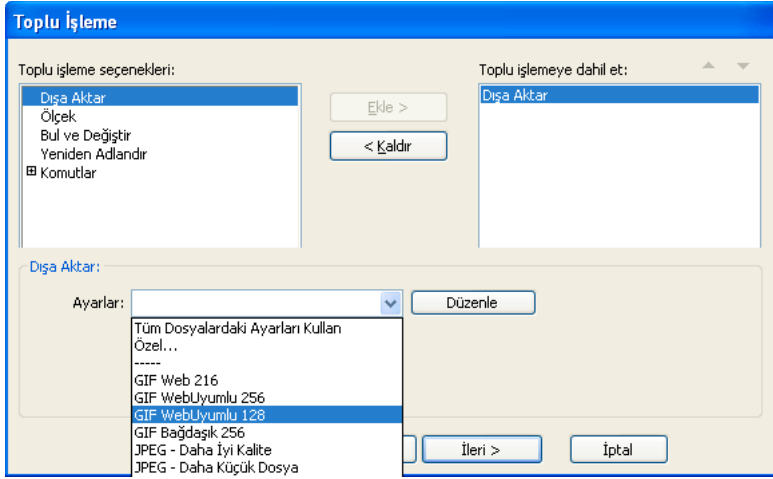 Toplu İşleme
Toplu işleme seçenekleri:
Dışa Aktar
Ölçek
Bul ve Değiştir
Yeniden Adlandır
Komutlar
Ekle >
< Kaldır
Toplu işlemeye dahil et:
Dışa Aktar
Dışa Aktar:
Ayarlar:
Düzenle
Tüm Dosyalardaki Ayarları Kullan
Özel...
-----
GIF Web 216
GIF WebUyumlu 256
GIF WebUyumlu 128
GIF Bağdaşık 256
JPEG - Daha İyi Kalite
JPEG - Daha Küçük Dosya
İleri >
İptal